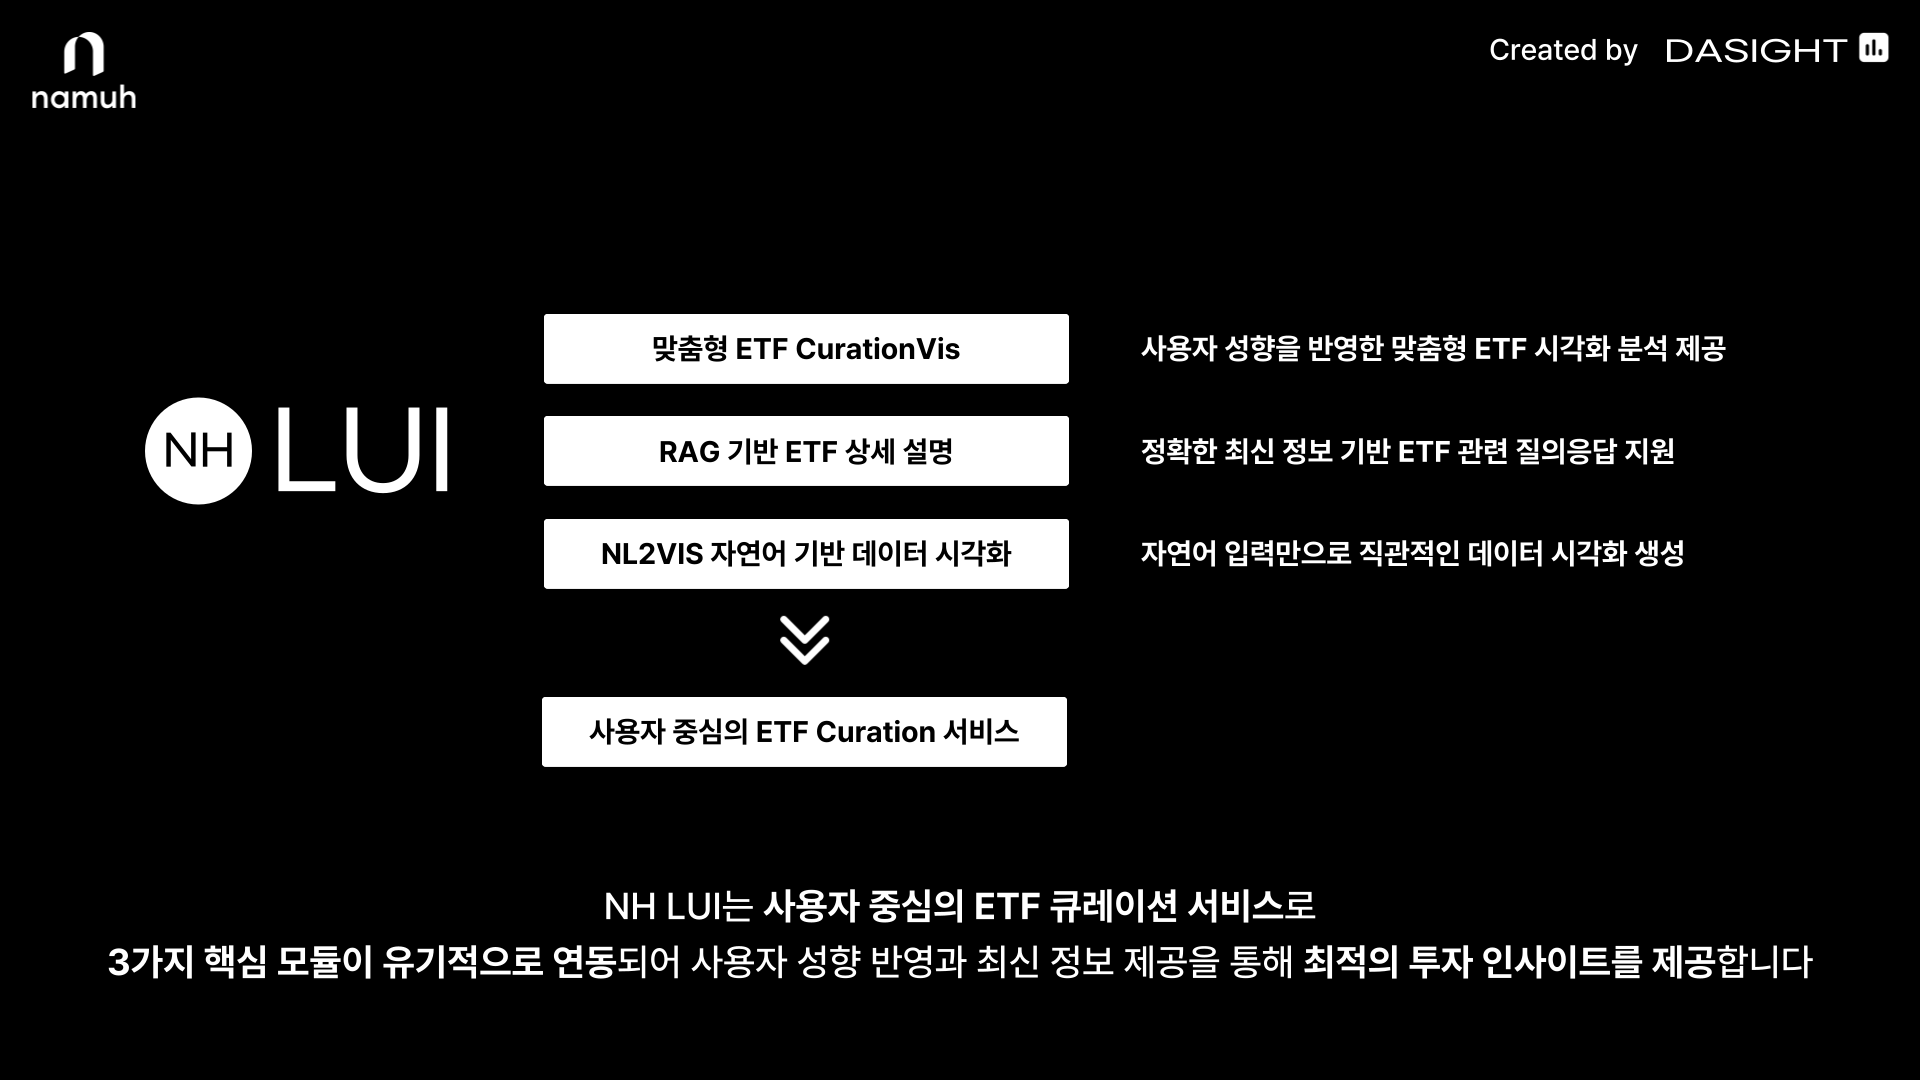 namuh
Created by DASIGHT
맞춤형 ETF CurationVis
사용자 성향을 반영한 맞춤형 ETF 시각화 분석 제공
NH LUI
RAG 기반 ETF 상세 설명
정확한 최신 정보 기반 ETF 관련 질의응답 지원
NL2VIS 자연어 기반 데이터 시각화
자연어 입력만으로 직관적인 데이터 시각화 생성
사용자 중심의 ETF Curation 서비스
NH LUI는 사용자 중심의 ETF 큐레이션 서비스로
3가지 핵심 모듈이 유기적으로 연동되어 사용자 성향 반영과 최신 정보 제공을 통해 최적의 투자 인사이트를 제공합니다